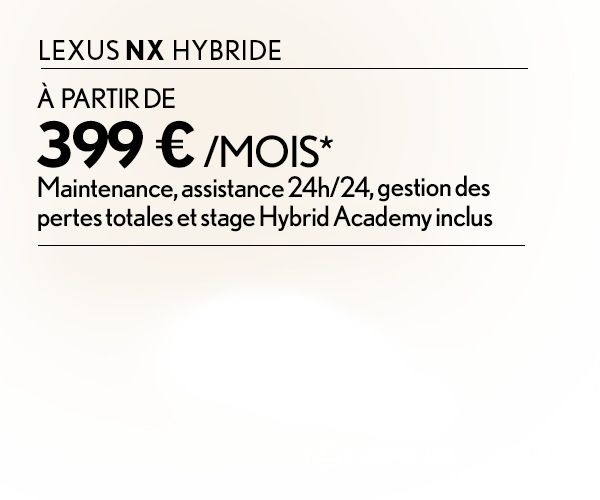 LEXUS NX HYBRIDE
À PARTIR DE
399 € /MOIS*
Maintenance, assistance 24h/24, gestion des
pertes totales et stage Hybrid Academy inclus